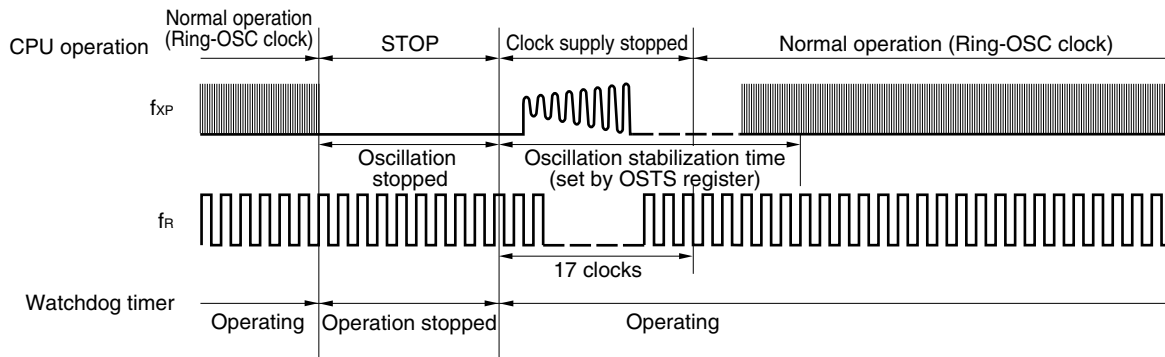 Normal operation
(Ring-OSC clock)
CPU operation
STOP
Clock supply stopped
Normal operation (Ring-OSC clock)
fXP
Oscillation
stopped
Oscillation stabilization time
(set by OSTS register)
fR
17 clocks
Watchdog timer
Operating
Operation stopped
Operating